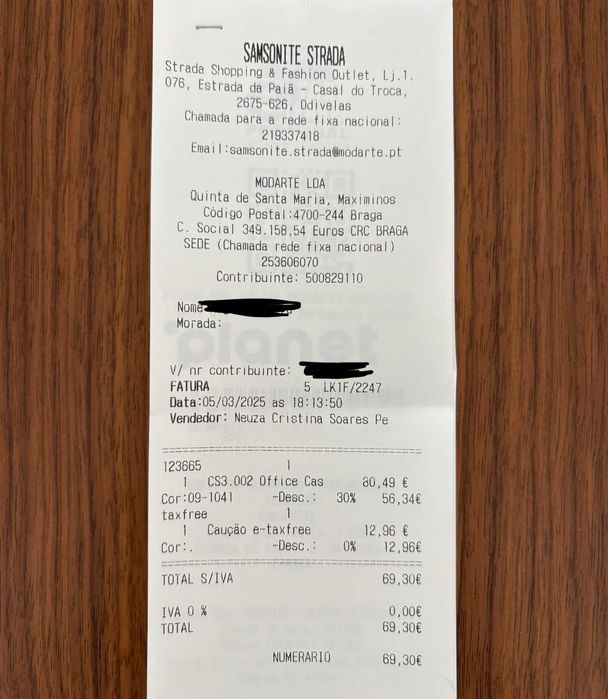 SAMSONITE STRADA
Strada Shopping & Fashion Outlet, Lj.1.
076, Estrada da Paiã - Casal do Troca,
2675-626, Odivelas
Chamada para a rede fixa nacional:
219337418
Email:samsonite.strada@modarte.pt
MODARTE LDA
Quinta de Santa Maria, Maximinos
Código Postal:4700-244 Braga
C. Social 349.158,54 Euros CRC BRAGA
SEDE (Chamada rede fixa nacional)
253606070
Contribuinte: 500829110
Nome
Morada:
planet
V/ nr contribuinte:
FATURA 5 LK1F/2247
Data:05/03/2025 as 18:13:50
Vendedor: Neuza Cristina Soares Pe
123665 1
1 CS3.002 Office Cas 80,49 €
Cor:09-1041 -Desc.: 30% 56,34€
taxfree 1
1 Caução e-taxfree 12,96 €
Cor:. -Desc.: 0% 12,96€
TOTAL S/IVA 69,30€
IVA 0 % 0,00€
TOTAL 69,30€
NUMERARIO 69,30€